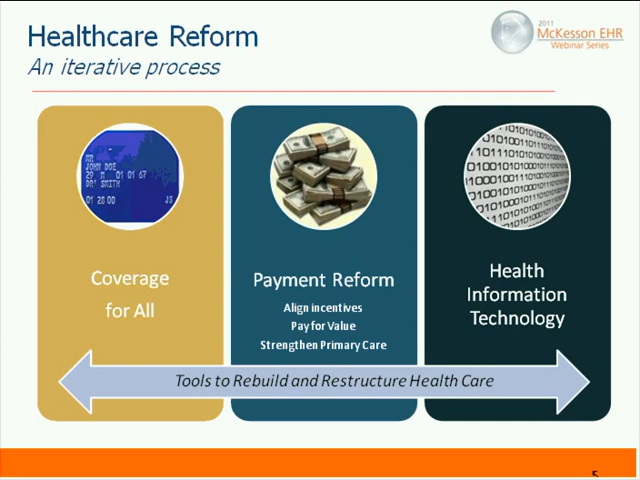 Healthcare Reform
An iterative process
2011
McKesson EHR
Webinar Series
MR
JOHN DOE
29 M 01 01 67
DR' SMITH
01 28 00 JS
Coverage
for All
Payment Reform
Align incentives
Pay for Value
Strengthen Primary Care
Health
Information
Technology
Tools to Rebuild and Restructure Health Care
5